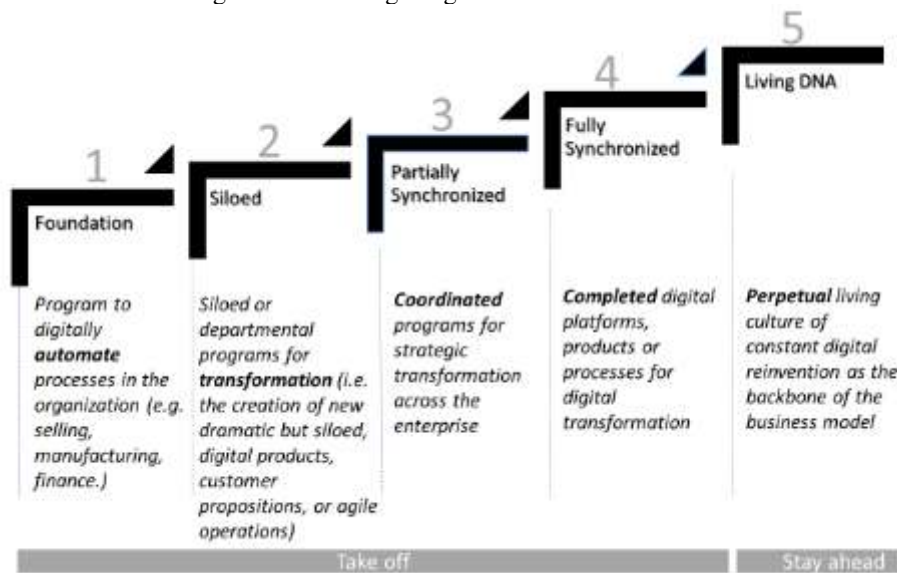 1
Foundation
Program to
digitally
automate
processes in the
organization (e.g.
selling,
manufacturing,
finance.)
2
Siloed
Siloed or
departmental
programs for
transformation (i.e.
the creation of new
dramatic but siloed,
digital products,
customer
propositions, or agile
operations)
3
Partially
Synchronized
Coordinated
programs for
strategic
transformation
across the
enterprise
4
Fully
Synchronized
Completed digital
platforms,
products or
processes for
digital
transformation
5
Living DNA
Perpetual living
culture of
constant digital
reinvention as the
backbone of the
business model
Take off
Stay ahead